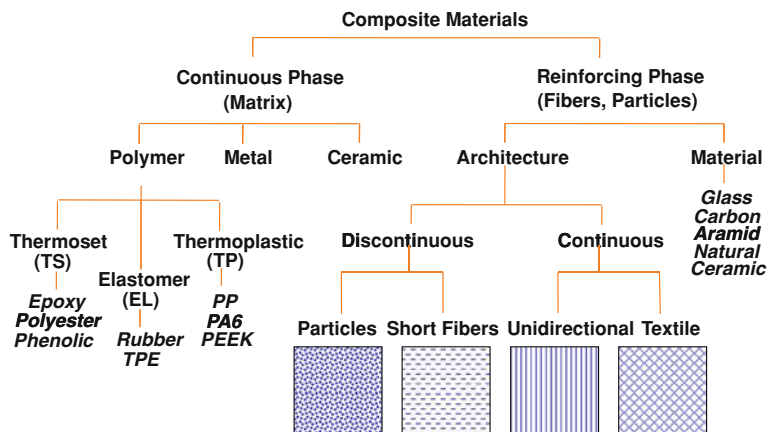 Composite Materials
Continuous Phase
(Matrix)
Reinforcing Phase
(Fibers, Particles)
Polymer
Metal
Ceramic
Architecture
Material
Glass
Carbon
Aramid
Natural
Ceramic
Thermoset
(TS)
Elastomer
(EL)
Thermoplastic
(TP)
Discontinuous
Continuous
Epoxy
Polyester
Phenolic
Rubber
TPE
PP
PA6
PEEK
Particles
Short Fibers
Unidirectional
Textile